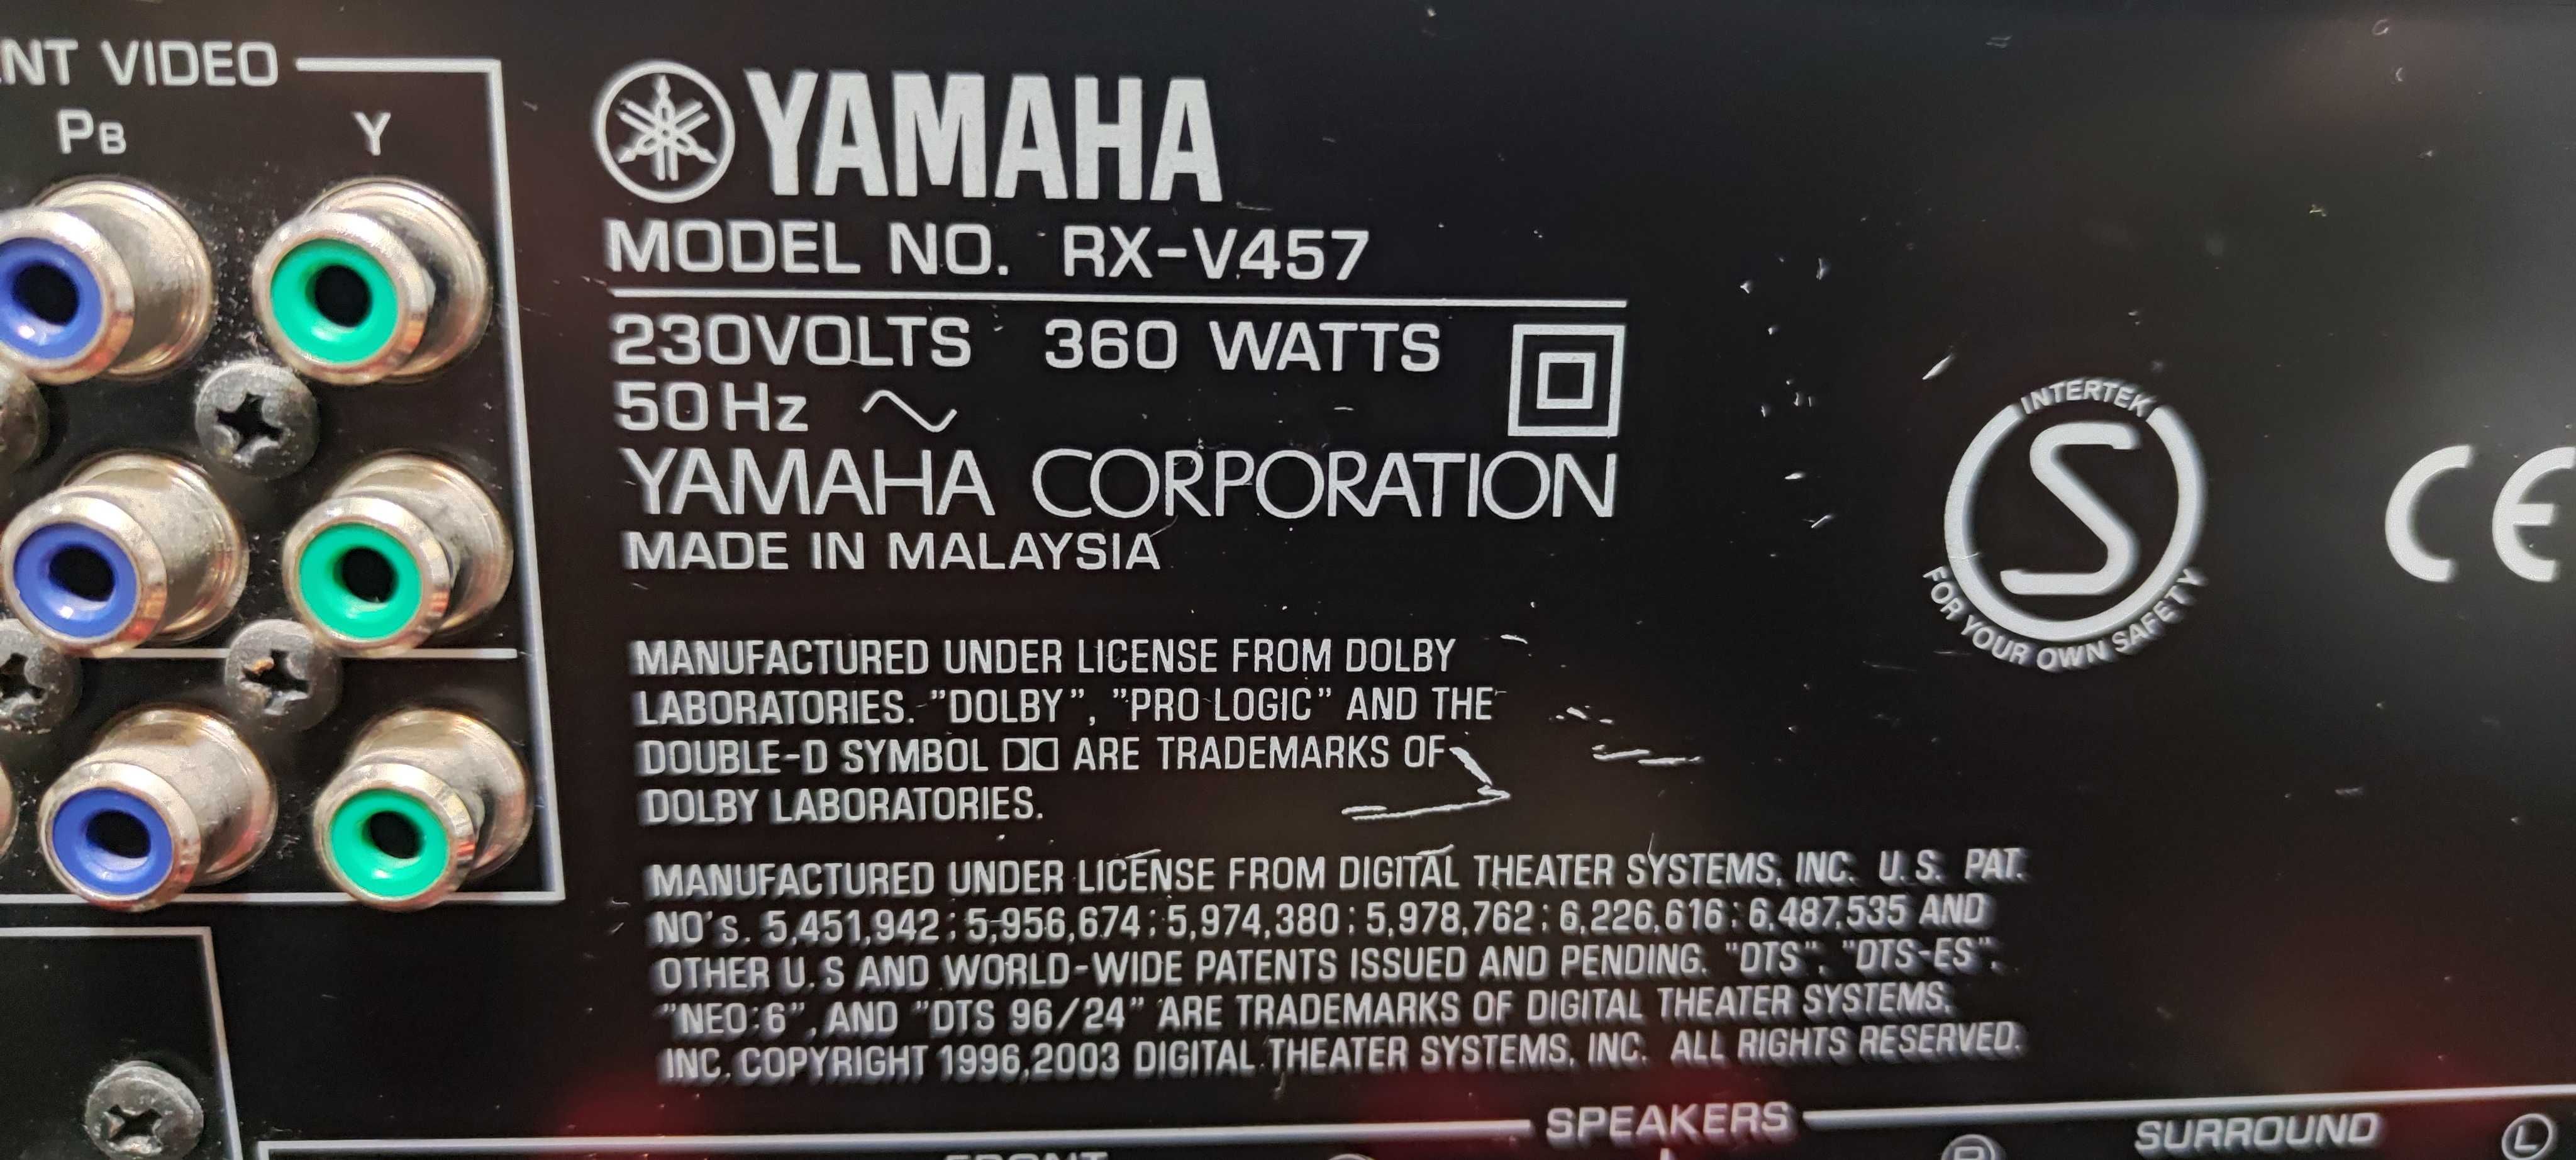 NT VIDEO
PB Y
YAMAHA
MODEL NO. RX-V457
230VOLTS 360 WATTS
50Hz
YAMAHA CORPORATION
MADE IN MALAYSIA
INTERTEK
S
FOR YOUR OWN SAFETY
CE
MANUFACTURED UNDER LICENSE FROM DOLBY
LABORATORIES. "DOLBY", "PRO LOGIC" AND THE
DOUBLE-D SYMBOL ARE TRADEMARKS OF
DOLBY LABORATORIES.
MANUFACTURED UNDER LICENSE FROM DIGITAL THEATER SYSTEMS, INC. U.S. PAT.
NO's. 5,451,942; 5,956,674; 5,974,380; 5,978,762; 6,226,616; 6,487,535 AND
OTHER U.S AND WORLD-WIDE PATENTS ISSUED AND PENDING. "DTS", "DTS-ES",
"NEO:6", AND "DTS 96/24" ARE TRADEMARKS OF DIGITAL THEATER SYSTEMS,
INC. COPYRIGHT 1996,2003 DIGITAL THEATER SYSTEMS, INC. ALL RIGHTS RESERVED.
SPEAKERS
FRONT R SURROUND L